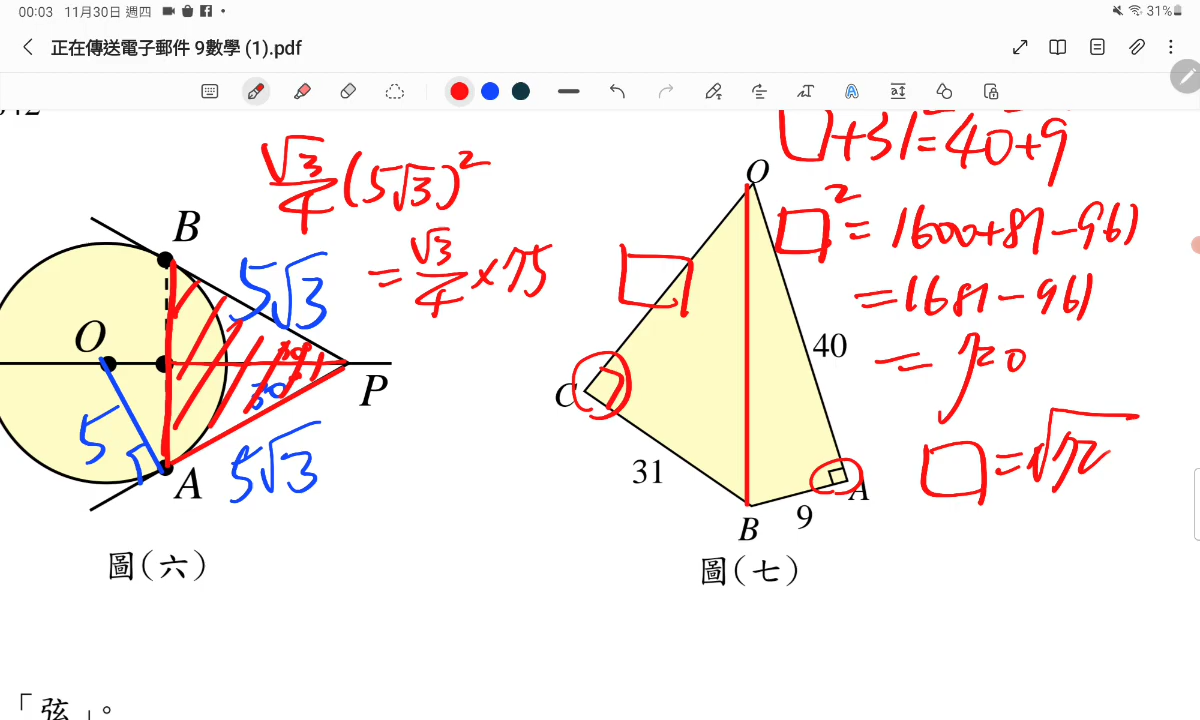 00:03 11月30日 週四 31%
正在傳送電子郵件 9數學 (1).pdf
√3/4(5√3)²
=√3/4×75
B
5√3
O
30°
P
5
A
5√3
圖(六)
□+31=40+9
□²=1600+81-961
=1681-961
=720
□=√72
O
40
C
31
A
B
9
圖(七)
「弦」。